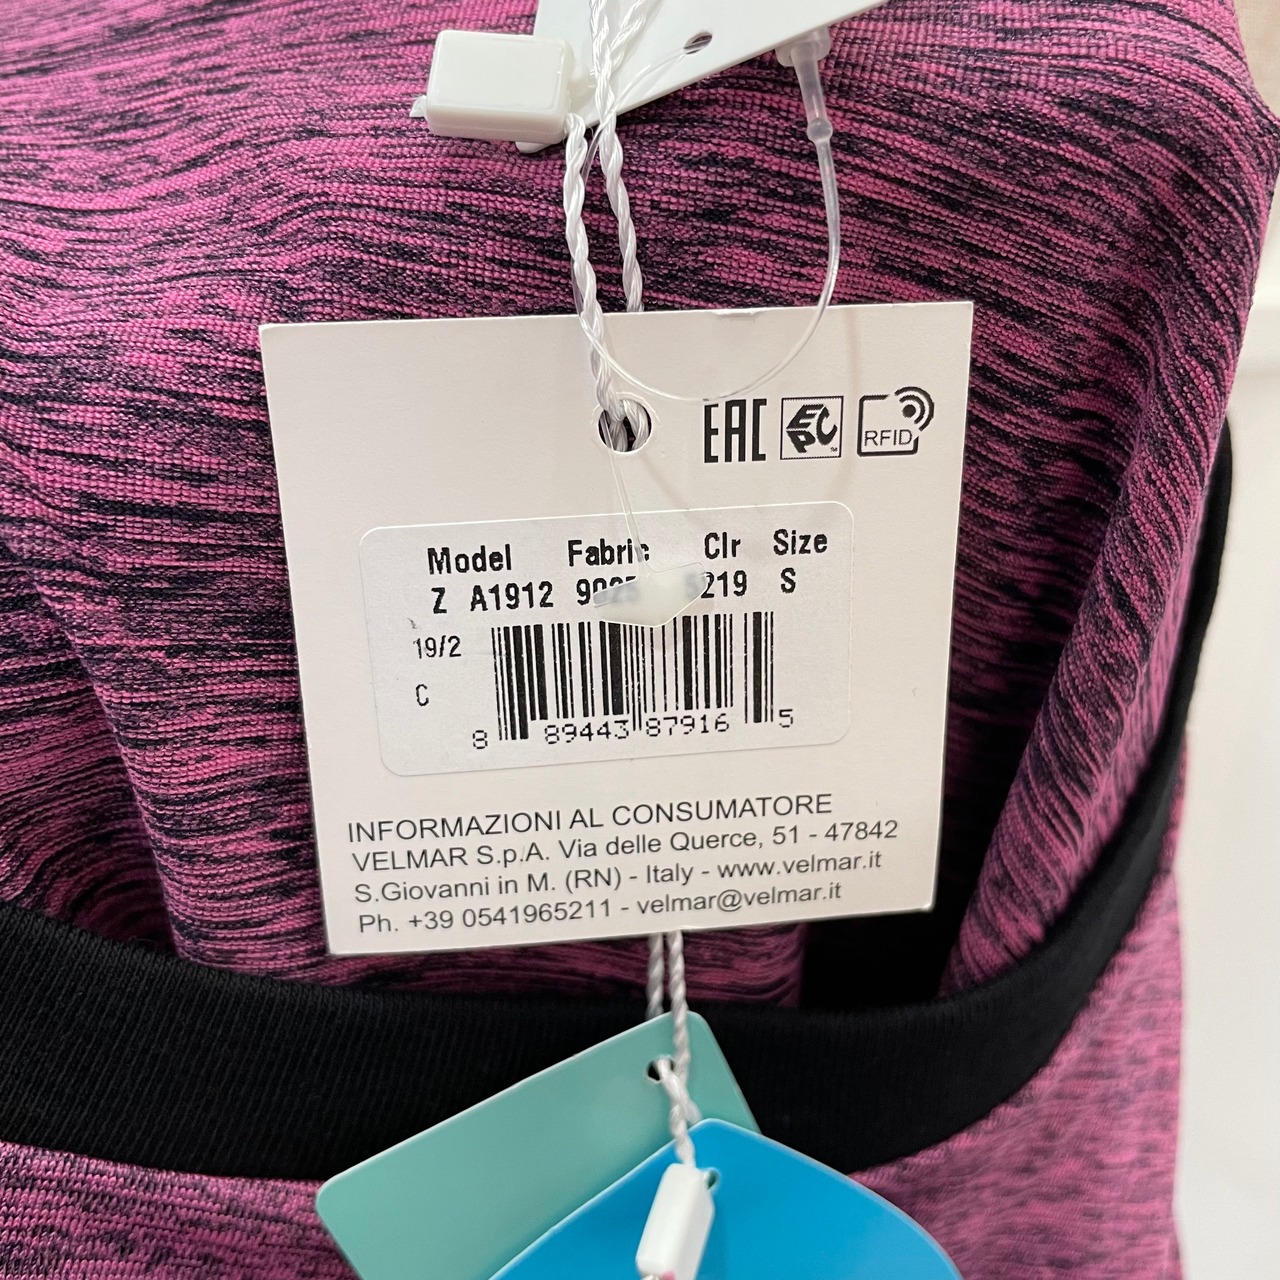 EAC EPC™ RFID
Model Fabric Clr Size
Z A1912 S
19/2
C
8 89443 87916 5
INFORMAZIONI AL CONSUMATORE
VELMAR S.p.A. Via delle Querce, 51 - 47842
S.Giovanni in M. (RN) - Italy - www.velmar.it
Ph. +39 0541965211 - velmar@velmar.it